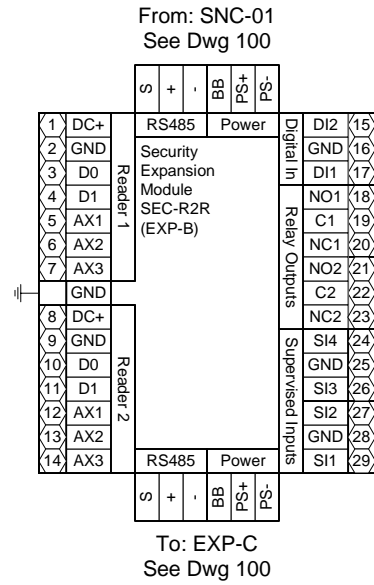 From: SNC-01
See Dwg 100
S + - BB PS+ PS-
RS485 Power
Security
Expansion
Module
SEC-R2R
(EXP-B)
Reader 1
1 DC+
2 GND
3 D0
4 D1
5 AX1
6 AX2
7 AX3
GND
Reader 2
8 DC+
9 GND
10 D0
11 D1
12 AX1
13 AX2
14 AX3
Digital In
DI2 15
GND 16
DI1 17
Relay Outputs
NO1 18
C1 19
NC1 20
NO2 21
C2 22
NC2 23
Supervised Inputs
SI4 24
GND 25
SI3 26
SI2 27
GND 28
SI1 29
RS485 Power
S + - BB PS+ PS-
To: EXP-C
See Dwg 100